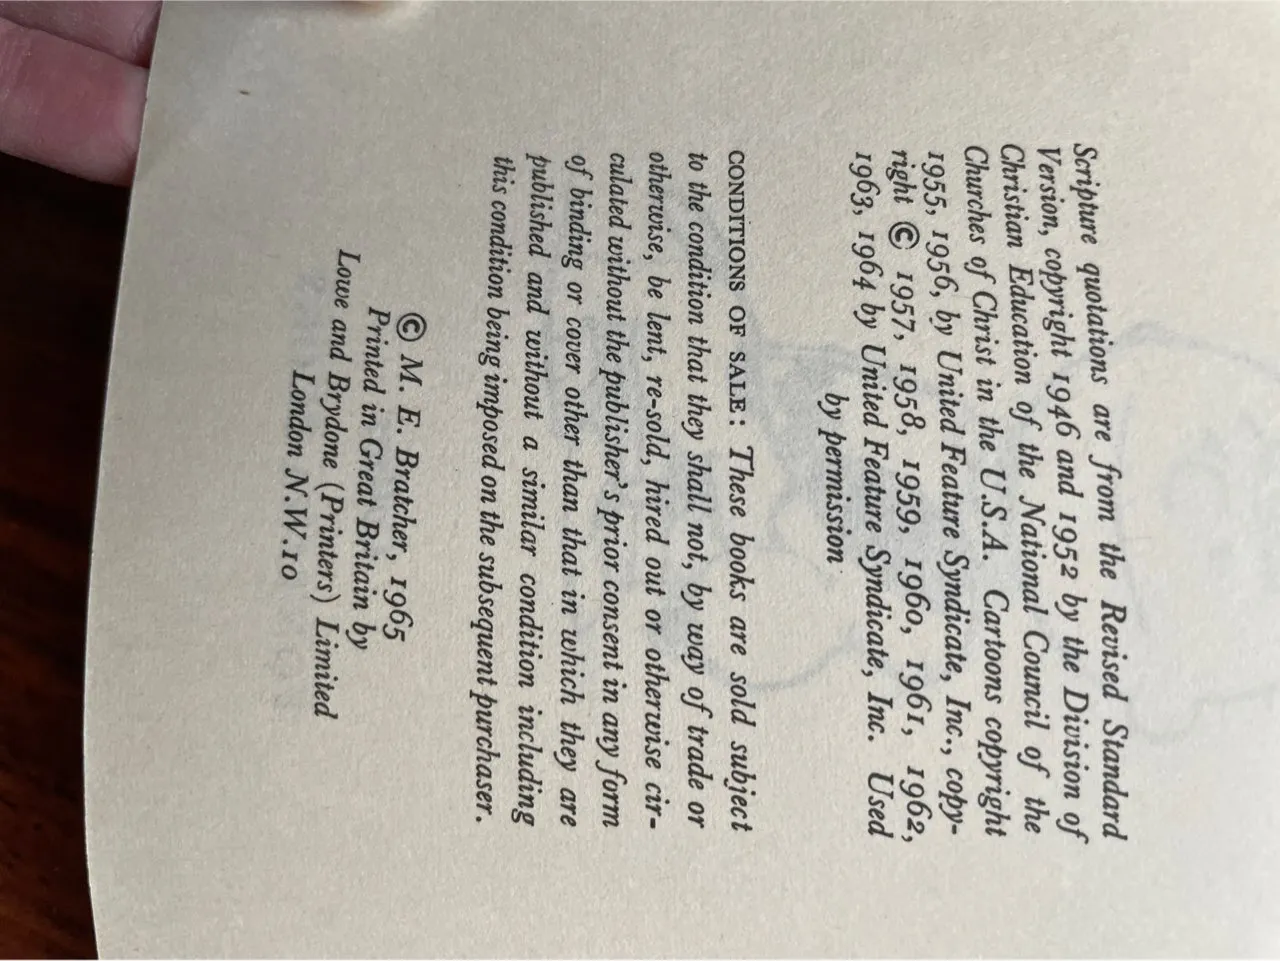 Scripture quotations are from the Revised Standard
Version, copyright 1946 and 1952 by the Division of
Christian Education of the National Council of the
Churches of Christ in the U.S.A. Cartoons copyright
1955, 1956, by United Feature Syndicate, Inc., copy-
right © 1957, 1958, 1959, 1960, 1961, 1962,
1963, 1964 by United Feature Syndicate, Inc. Used
by permission
CONDITIONS OF SALE: These books are sold subject
to the condition that they shall not, by way of trade or
otherwise, be lent, re-sold, hired out or otherwise cir-
culated without the publisher's prior consent in any form
of binding or cover other than that in which they are
published and without a similar condition including
this condition being imposed on the subsequent purchaser.
© M. E. Bratcher, 1965
Printed in Great Britain by
Lowe and Brydone (Printers) Limited
London N.W.10